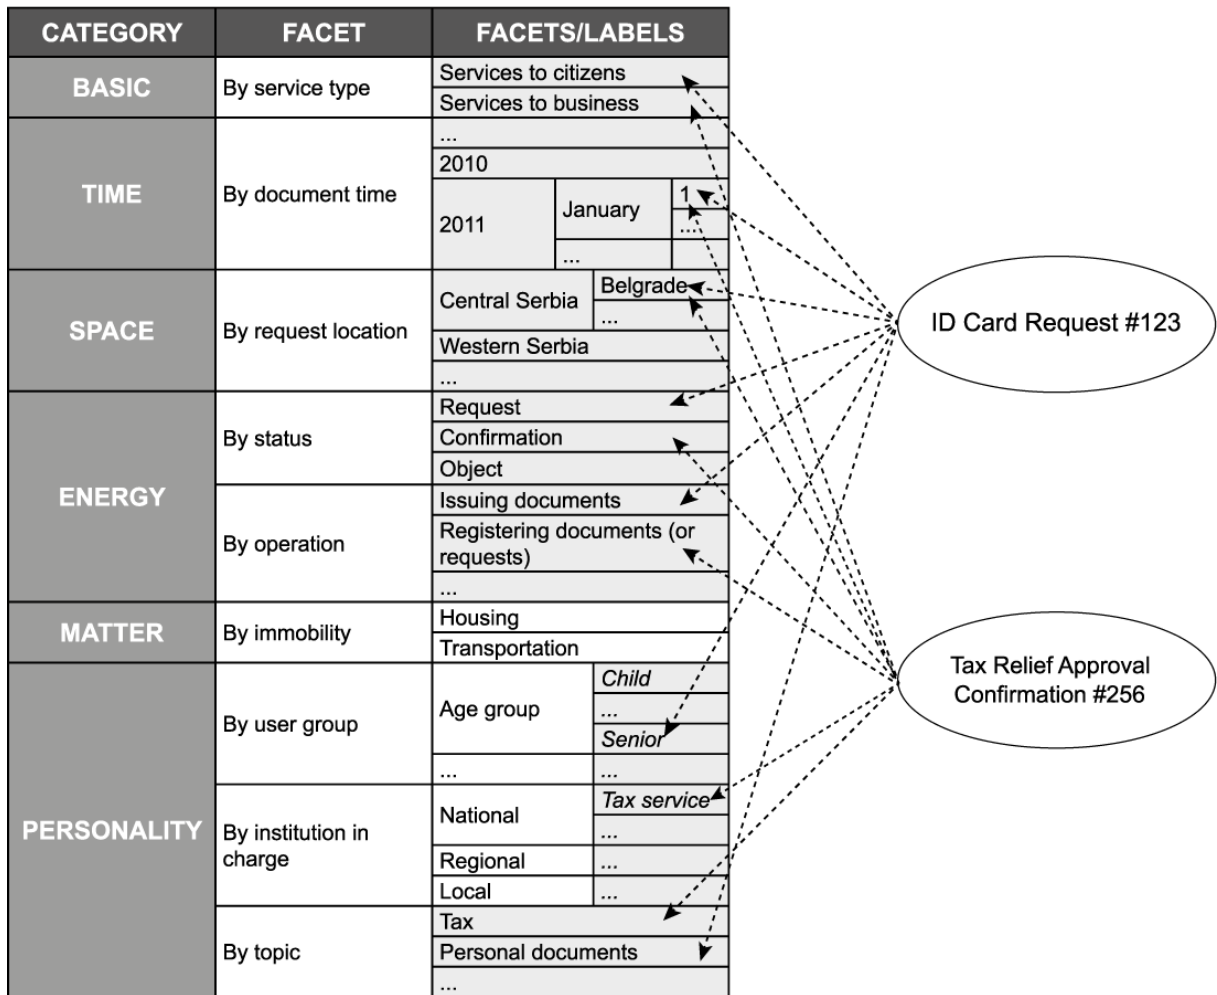 CATEGORY FACET FACETS/LABELS
BASIC
By service type
Services to citizens
Services to business
TIME
By document time
...
2010
2011
January
1
...
...
SPACE
By request location
Central Serbia
Belgrade
...
Western Serbia
...
ENERGY
By status
Request
Confirmation
Object
By operation
Issuing documents
Registering documents (or
requests)
...
MATTER
By immobility
Housing
Transportation
PERSONALITY
By user group
Age group
Child
...
Senior
...
...
By institution in
charge
National
Tax service
...
Regional
...
Local
...
By topic
Tax
Personal documents
...
ID Card Request #123
Tax Relief Approval
Confirmation #256